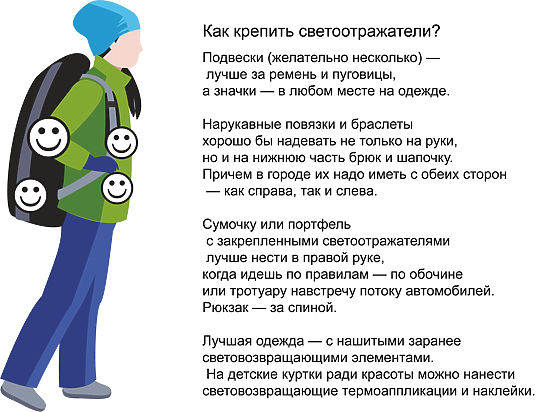 Как крепить светоотражатели?
Подвески (желательно несколько) —
лучше за ремень и пуговицы,
а значки — в любом месте на одежде.
Нарукавные повязки и браслеты
хорошо бы надевать не только на руки,
но и на нижнюю часть брюк и шапочку.
Причем в городе их надо иметь с обеих сторон
— как справа, так и слева.
Сумочку или портфель
с закрепленными светоотражателями
лучше нести в правой руке,
когда идешь по правилам — по обочине
или тротуару навстречу потоку автомобилей.
Рюкзак — за спиной.
Лучшая одежда — с нашитыми заранее
световозвращающими элементами.
На детские куртки ради красоты можно нанести
световозвращающие термоаппликации и наклейки.